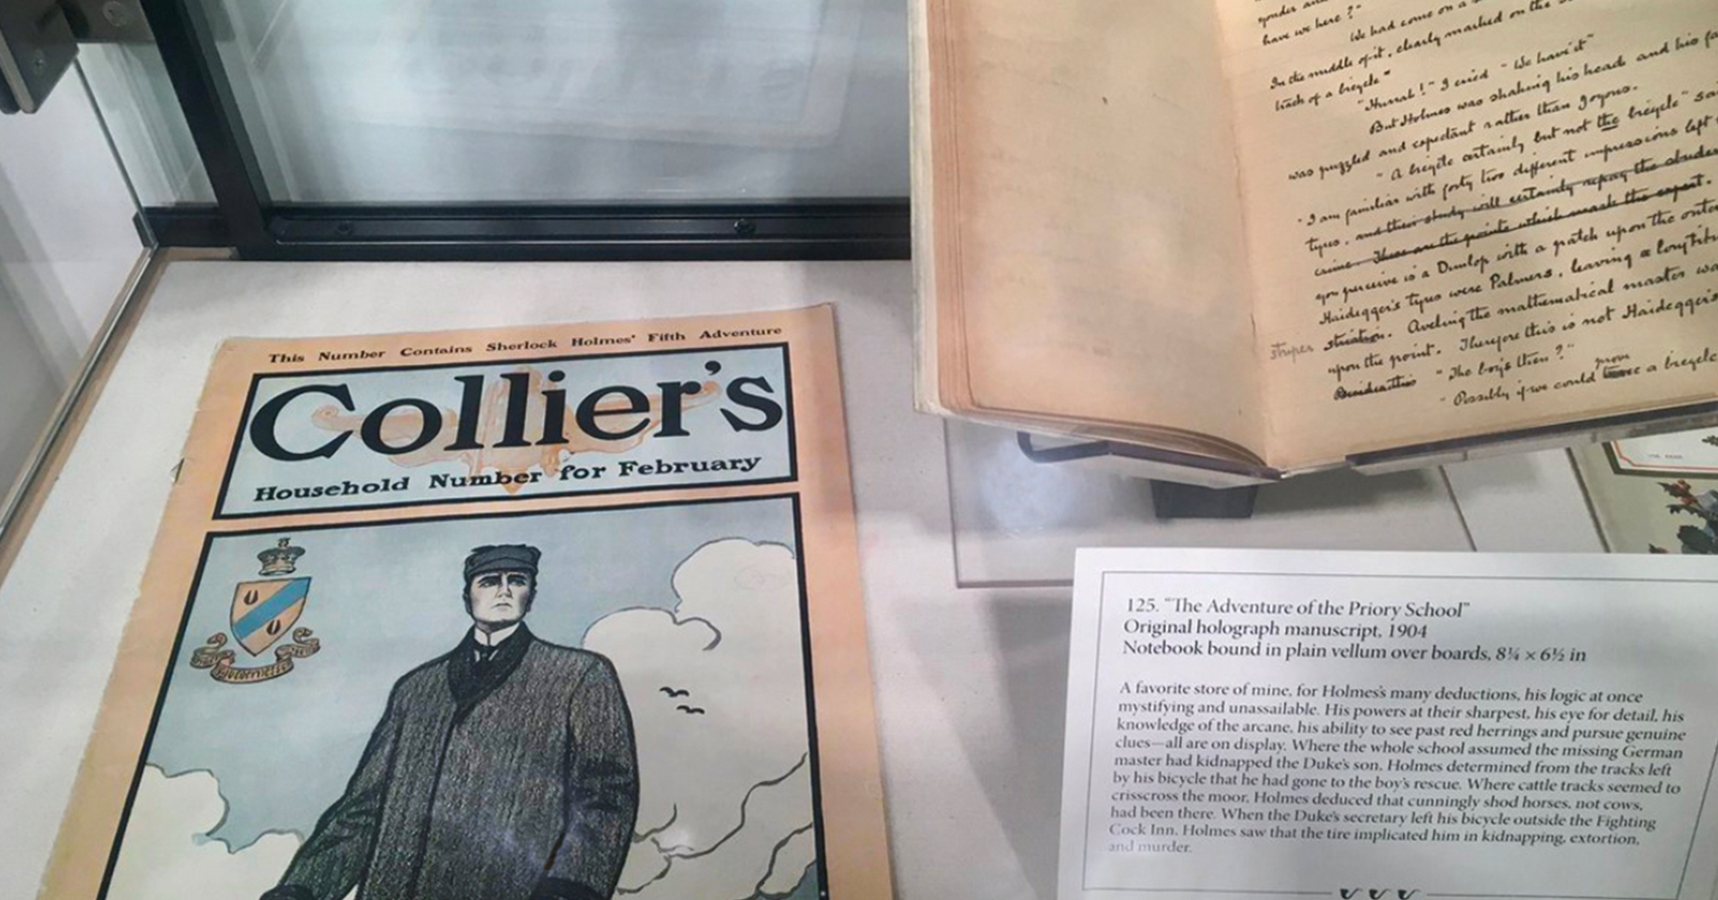 This Number Contains Sherlock Holmes' Fifth Adventure
Collier's
Household Number for February
have we here?"
We had come on a
In the middle of it, clearly marked on the
track of a bicycle"
"Hurrah!" I cried "We have it"
But Holmes was shaking his head and his fa
was puzzled and expectant rather than joyous.
"A bicycle certainly but not the bicycle" sa
"I am familiar with forty two different impressions left
tyres, and their study will certainly repay the
crime. These are the points which mark the expert.
you perceive is a Dunlop with a patch upon the oute
Heidegger's tyres were Palmers, leaving a longitu
stripes. Aveling the mathematical master wa
upon the point. Therefore this is not Heidegger's
"The boy's then?"
"Possibly if we could prove a bicycle
125. "The Adventure of the Priory School"
Original holograph manuscript, 1904
Notebook bound in plain vellum over boards, 8¼ × 6½ in
A favorite store of mine, for Holmes's many deductions, his logic at once
mystifying and unassailable. His powers at their sharpest, his eye for detail, his
knowledge of the arcane, his ability to see past red herrings and pursue genuine
clues—all are on display. Where the whole school assumed the missing German
master had kidnapped the Duke's son, Holmes determined from the tracks left
by his bicycle that he had gone to the boy's rescue. Where cattle tracks seemed to
crisscross the moor, Holmes deduced that cunningly shod horses, not cows,
had been there. When the Duke's secretary left his bicycle outside the Fighting
Cock Inn, Holmes saw that the tire implicated him in kidnapping, extortion,
and murder.